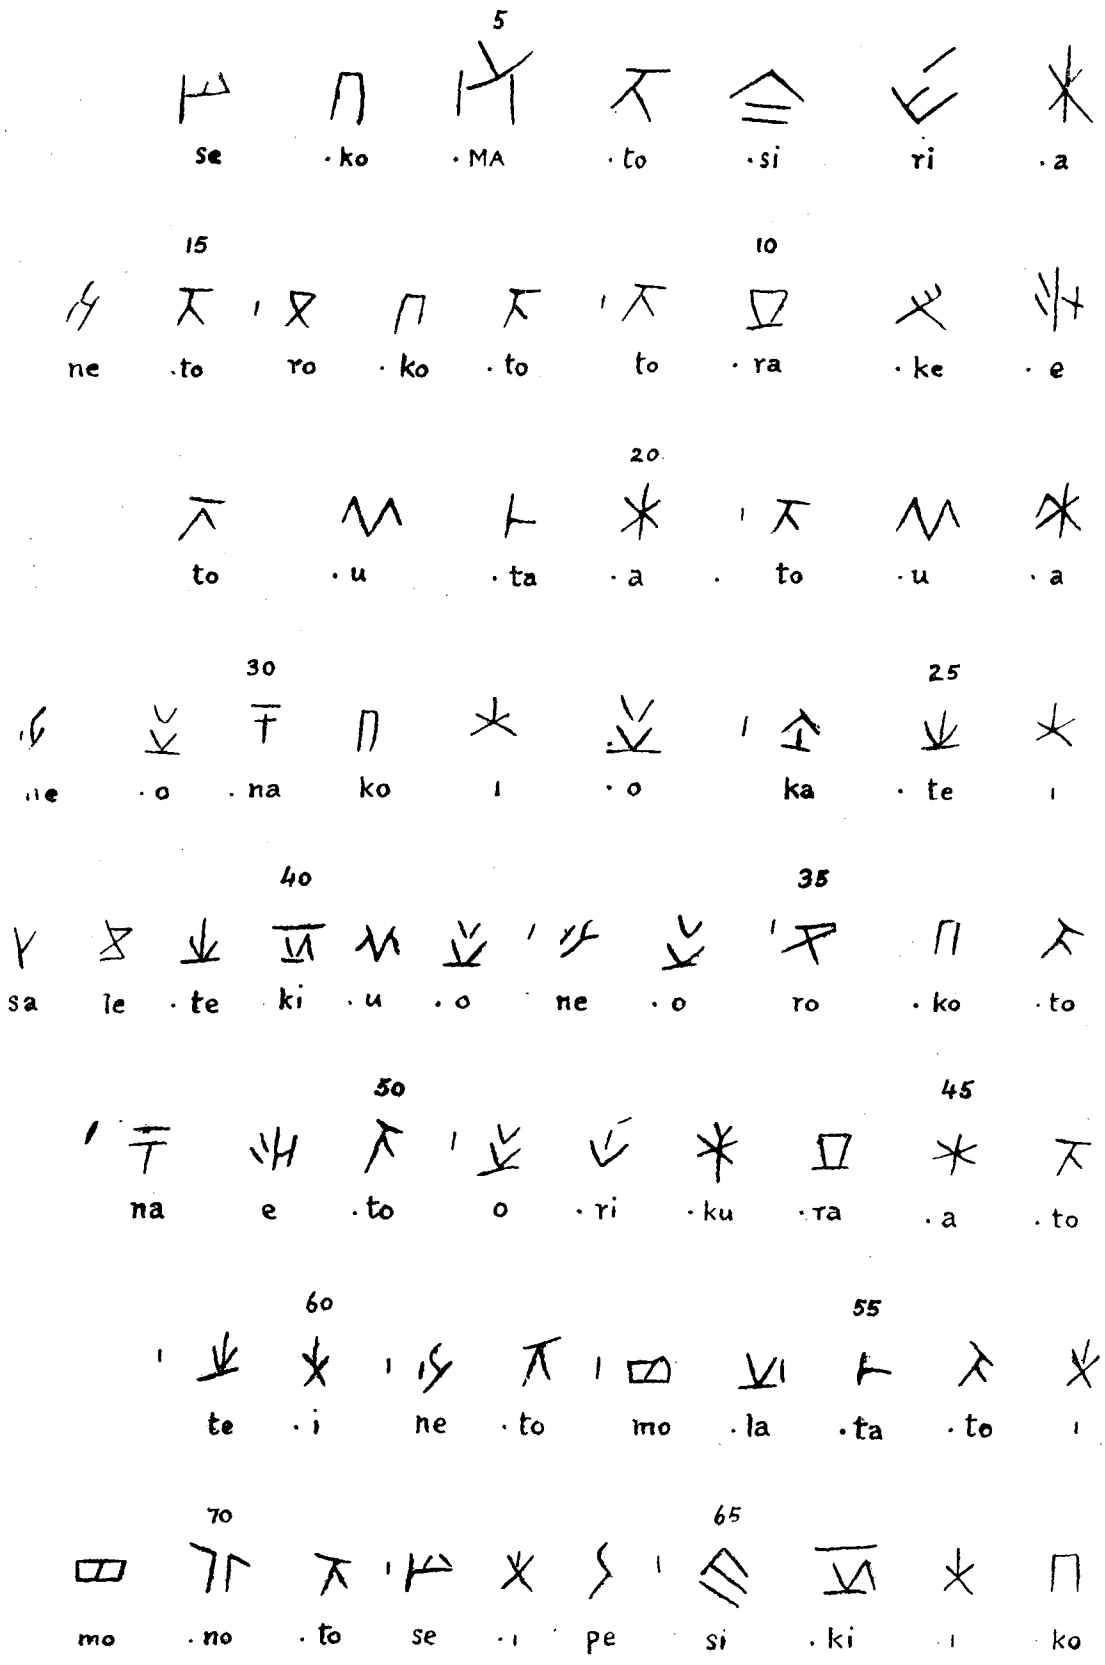 5
𐠀 𐠥 𐠪 𐠰 𐠔 𐠍 𐠩
se .ko .MA .to .si ri .a
15 10
𐠁 𐠋 𐠣 𐠰 ' 𐠰 𐠍 𐠦 ' 𐠰 𐠚
ne .to ro .ko .to to .ra .ke .e
20
𐠀 𐠄 𐠰 ' 𐠀 𐠭 𐠄 𐠰
to .u .ta .a . to .u .a
30 25
𐠂 𐠮 𐠊 ' 𐠃 𐠂 𐠍 𐠙 𐠃 𐠚
ne .o .na ko ı .o ka .te ı
40 35
𐠰 𐠍 𐠦 ' 𐠃 𐠚 ' 𐠃 𐠄 𐠌 𐠮 𐠐 𐠨
sa le .te ki .u .o ne .o ro .ko .to
50 45
𐠰 𐠀 𐠣 𐠎 𐠥 𐠃 ' 𐠰 𐠁 𐠙 '
na e .to o .ri .ku .ra .a .to
60 55
𐠂 𐠰 𐠭 𐠏 𐠗 ' 𐠰 𐠚 ' 𐠂 𐠮 '
te .i ne .to mo .la .ta .to ı
70 65
𐠍 𐠂 𐠌 𐠪 ' 𐠟 𐠂 𐠩 ' 𐠰 𐠜 𐠗
mo .no .to se .ı pe si .ki ı ko